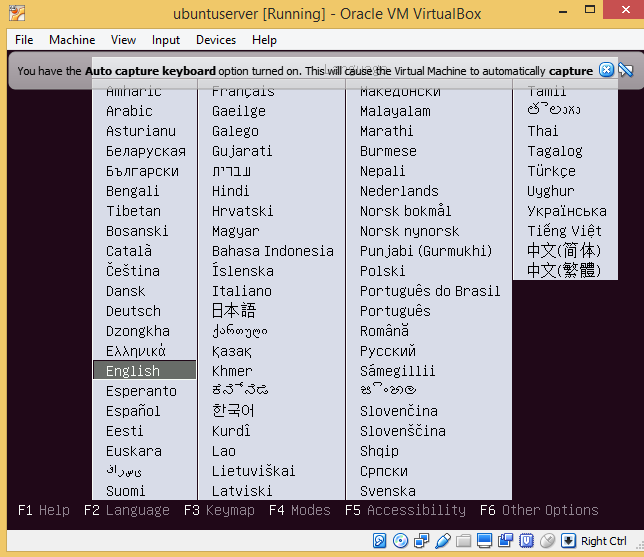 ubuntuserver [Running] - Oracle VM VirtualBox
File Machine View Input Devices Help
You have the Auto capture keyboard option turned on. This will cause the Virtual Machine to automatically capture
Language
Amharic
Arabic
Asturianu
Беларуская
Български
Bengali
Tibetan
Bosanski
Català
Čeština
Dansk
Deutsch
Dzongkha
Ελληνικά
English
Esperanto
Español
Eesti
Euskara
Suomi
Français
Gaeilge
Galego
Gujarati
עברית
Hindi
Hrvatski
Magyar
Bahasa Indonesia
Íslenska
Italiano
日本語
ქართული
Қазақ
Khmer
ಕನ್ನಡ
한국어
Kurdî
Lao
Lietuviškai
Latviski
Македонски
Malayalam
Marathi
Burmese
Nepali
Nederlands
Norsk bokmål
Norsk nynorsk
Punjabi (Gurmukhi)
Polski
Português do Brasil
Português
Română
Русский
Sámegillii
සිංහල
Slovenčina
Slovenščina
Shqip
Српски
Svenska
Tamil
తెలుగు
Thai
Tagalog
Türkçe
Uyghur
Українська
Tiếng Việt
中文(简体)
中文(繁體)
F1 Help F2 Language F3 Keymap F4 Modes F5 Accessibility F6 Other Options
Right Ctrl